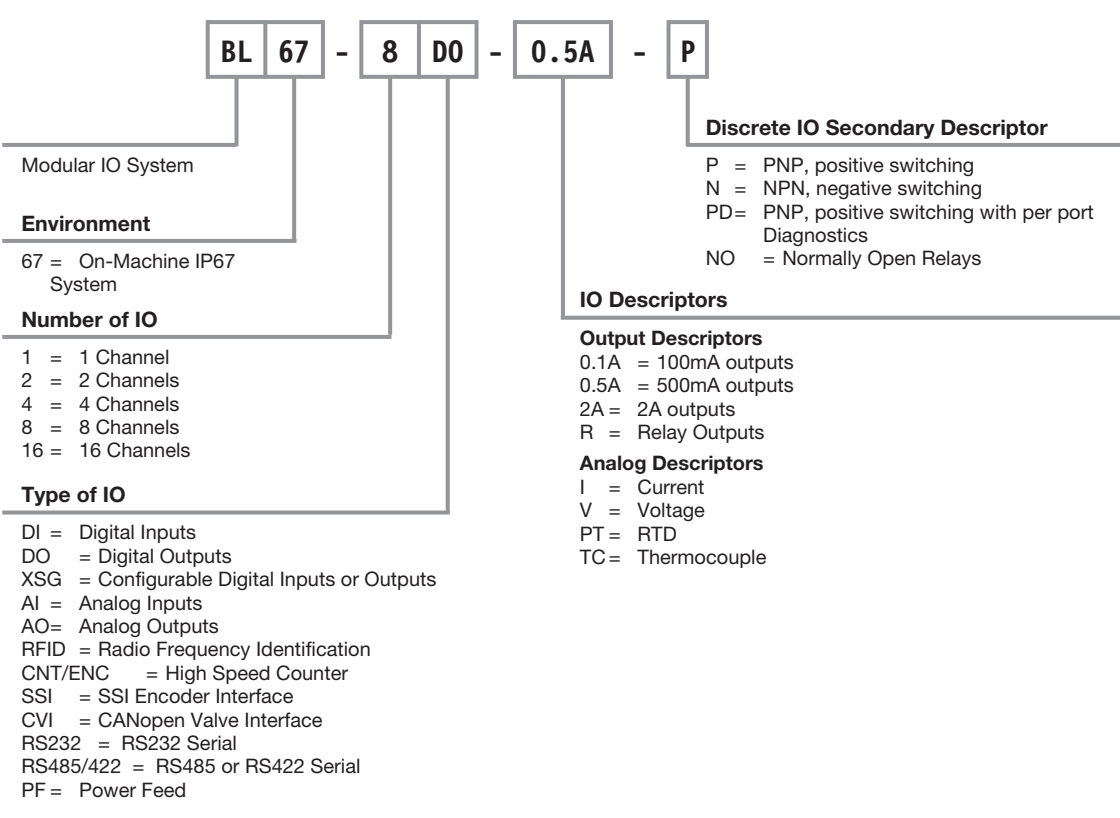 BL 67 - 8 DO - 0.5A - P
Modular IO System
Environment
67 = On-Machine IP67
System
Number of IO
1 = 1 Channel
2 = 2 Channels
4 = 4 Channels
8 = 8 Channels
16 = 16 Channels
Type of IO
DI = Digital Inputs
DO = Digital Outputs
XSG = Configurable Digital Inputs or Outputs
AI = Analog Inputs
AO= Analog Outputs
RFID = Radio Frequency Identification
CNT/ENC = High Speed Counter
SSI = SSI Encoder Interface
CVI = CANopen Valve Interface
RS232 = RS232 Serial
RS485/422 = RS485 or RS422 Serial
PF = Power Feed
Discrete IO Secondary Descriptor
P = PNP, positive switching
N = NPN, negative switching
PD= PNP, positive switching with per port
Diagnostics
NO = Normally Open Relays
IO Descriptors
Output Descriptors
0.1A = 100mA outputs
0.5A = 500mA outputs
2A = 2A outputs
R = Relay Outputs
Analog Descriptors
I = Current
V = Voltage
PT = RTD
TC = Thermocouple